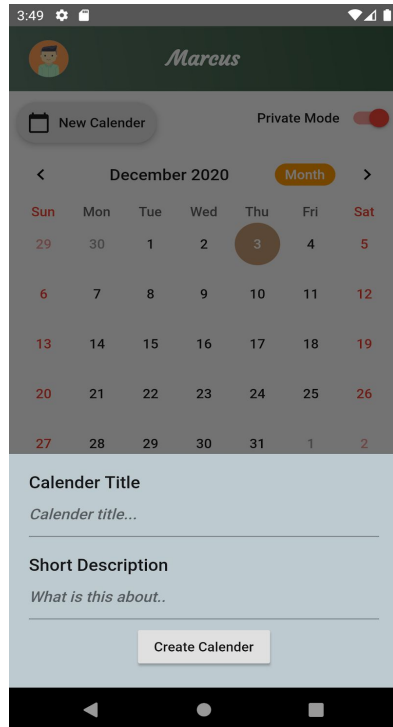 3:49
Marcus
New Calender Private Mode
December 2020 Month
Sun Mon Tue Wed Thu Fri Sat
29 30 1 2 3 4 5
6 7 8 9 10 11 12
13 14 15 16 17 18 19
20 21 22 23 24 25 26
27 28 29 30 31 1 2
Calender Title
Calender title...
Short Description
What is this about..
Create Calender